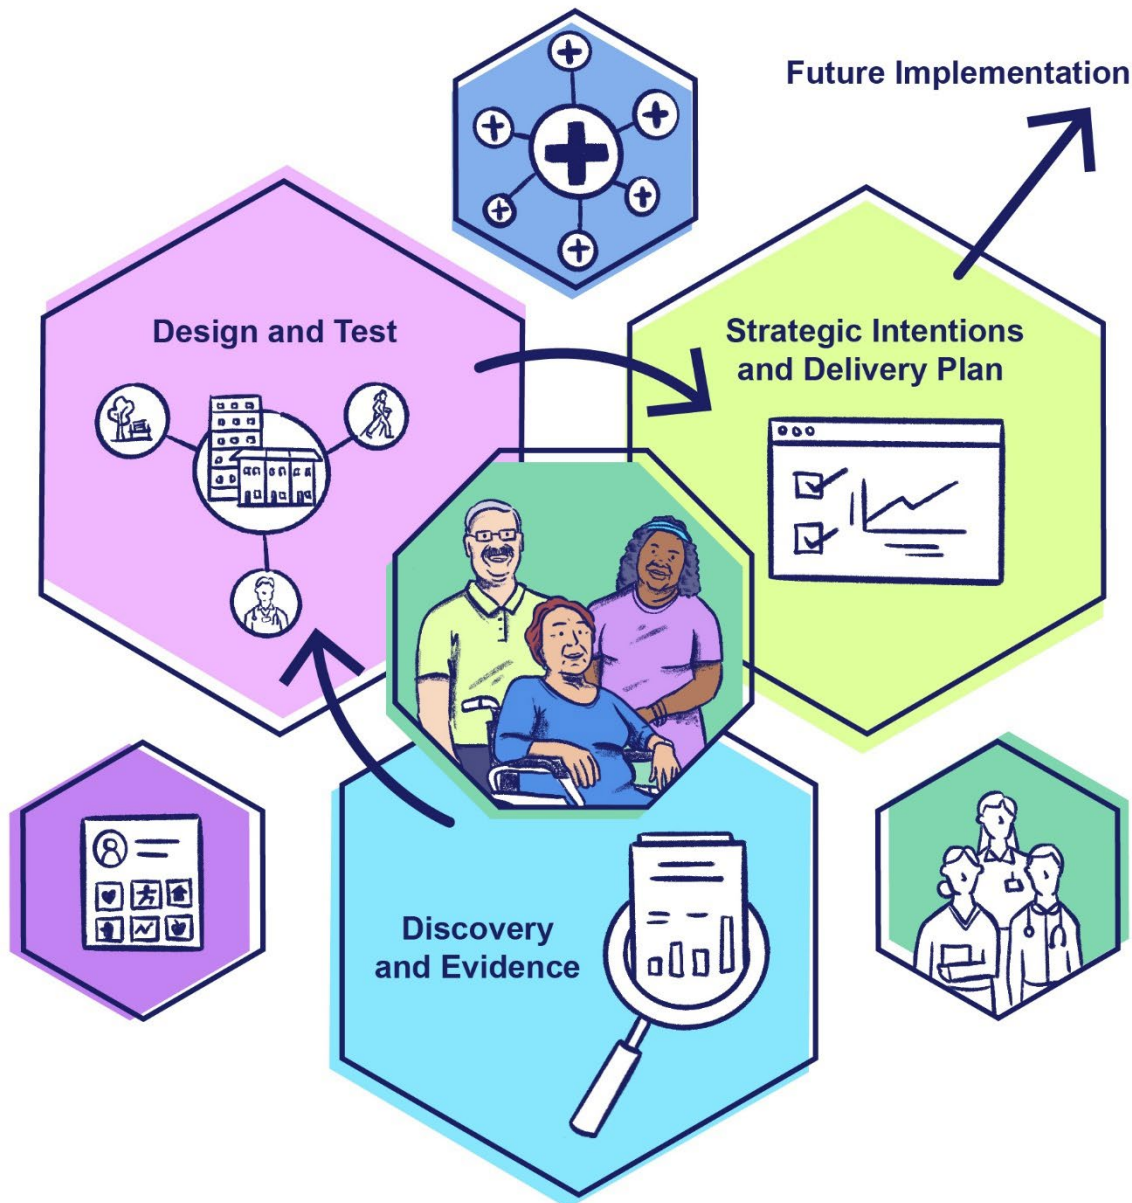 Future Implementation
Design and Test
Strategic Intentions
and Delivery Plan
Discovery
and Evidence